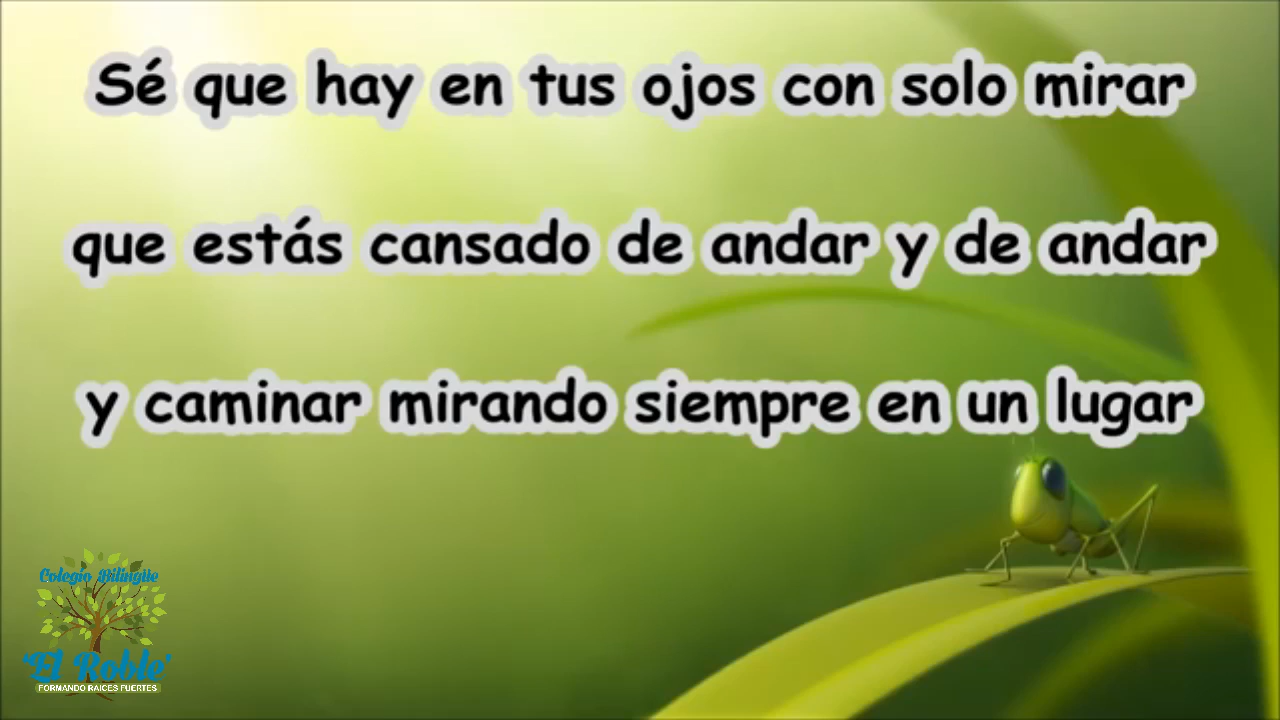 Sé que hay en tus ojos con solo mirar
que estás cansado de andar y de andar
y caminar mirando siempre en un lugar
Colegio Bilingüe
'El Roble'
FORMANDO RAICES FUERTES